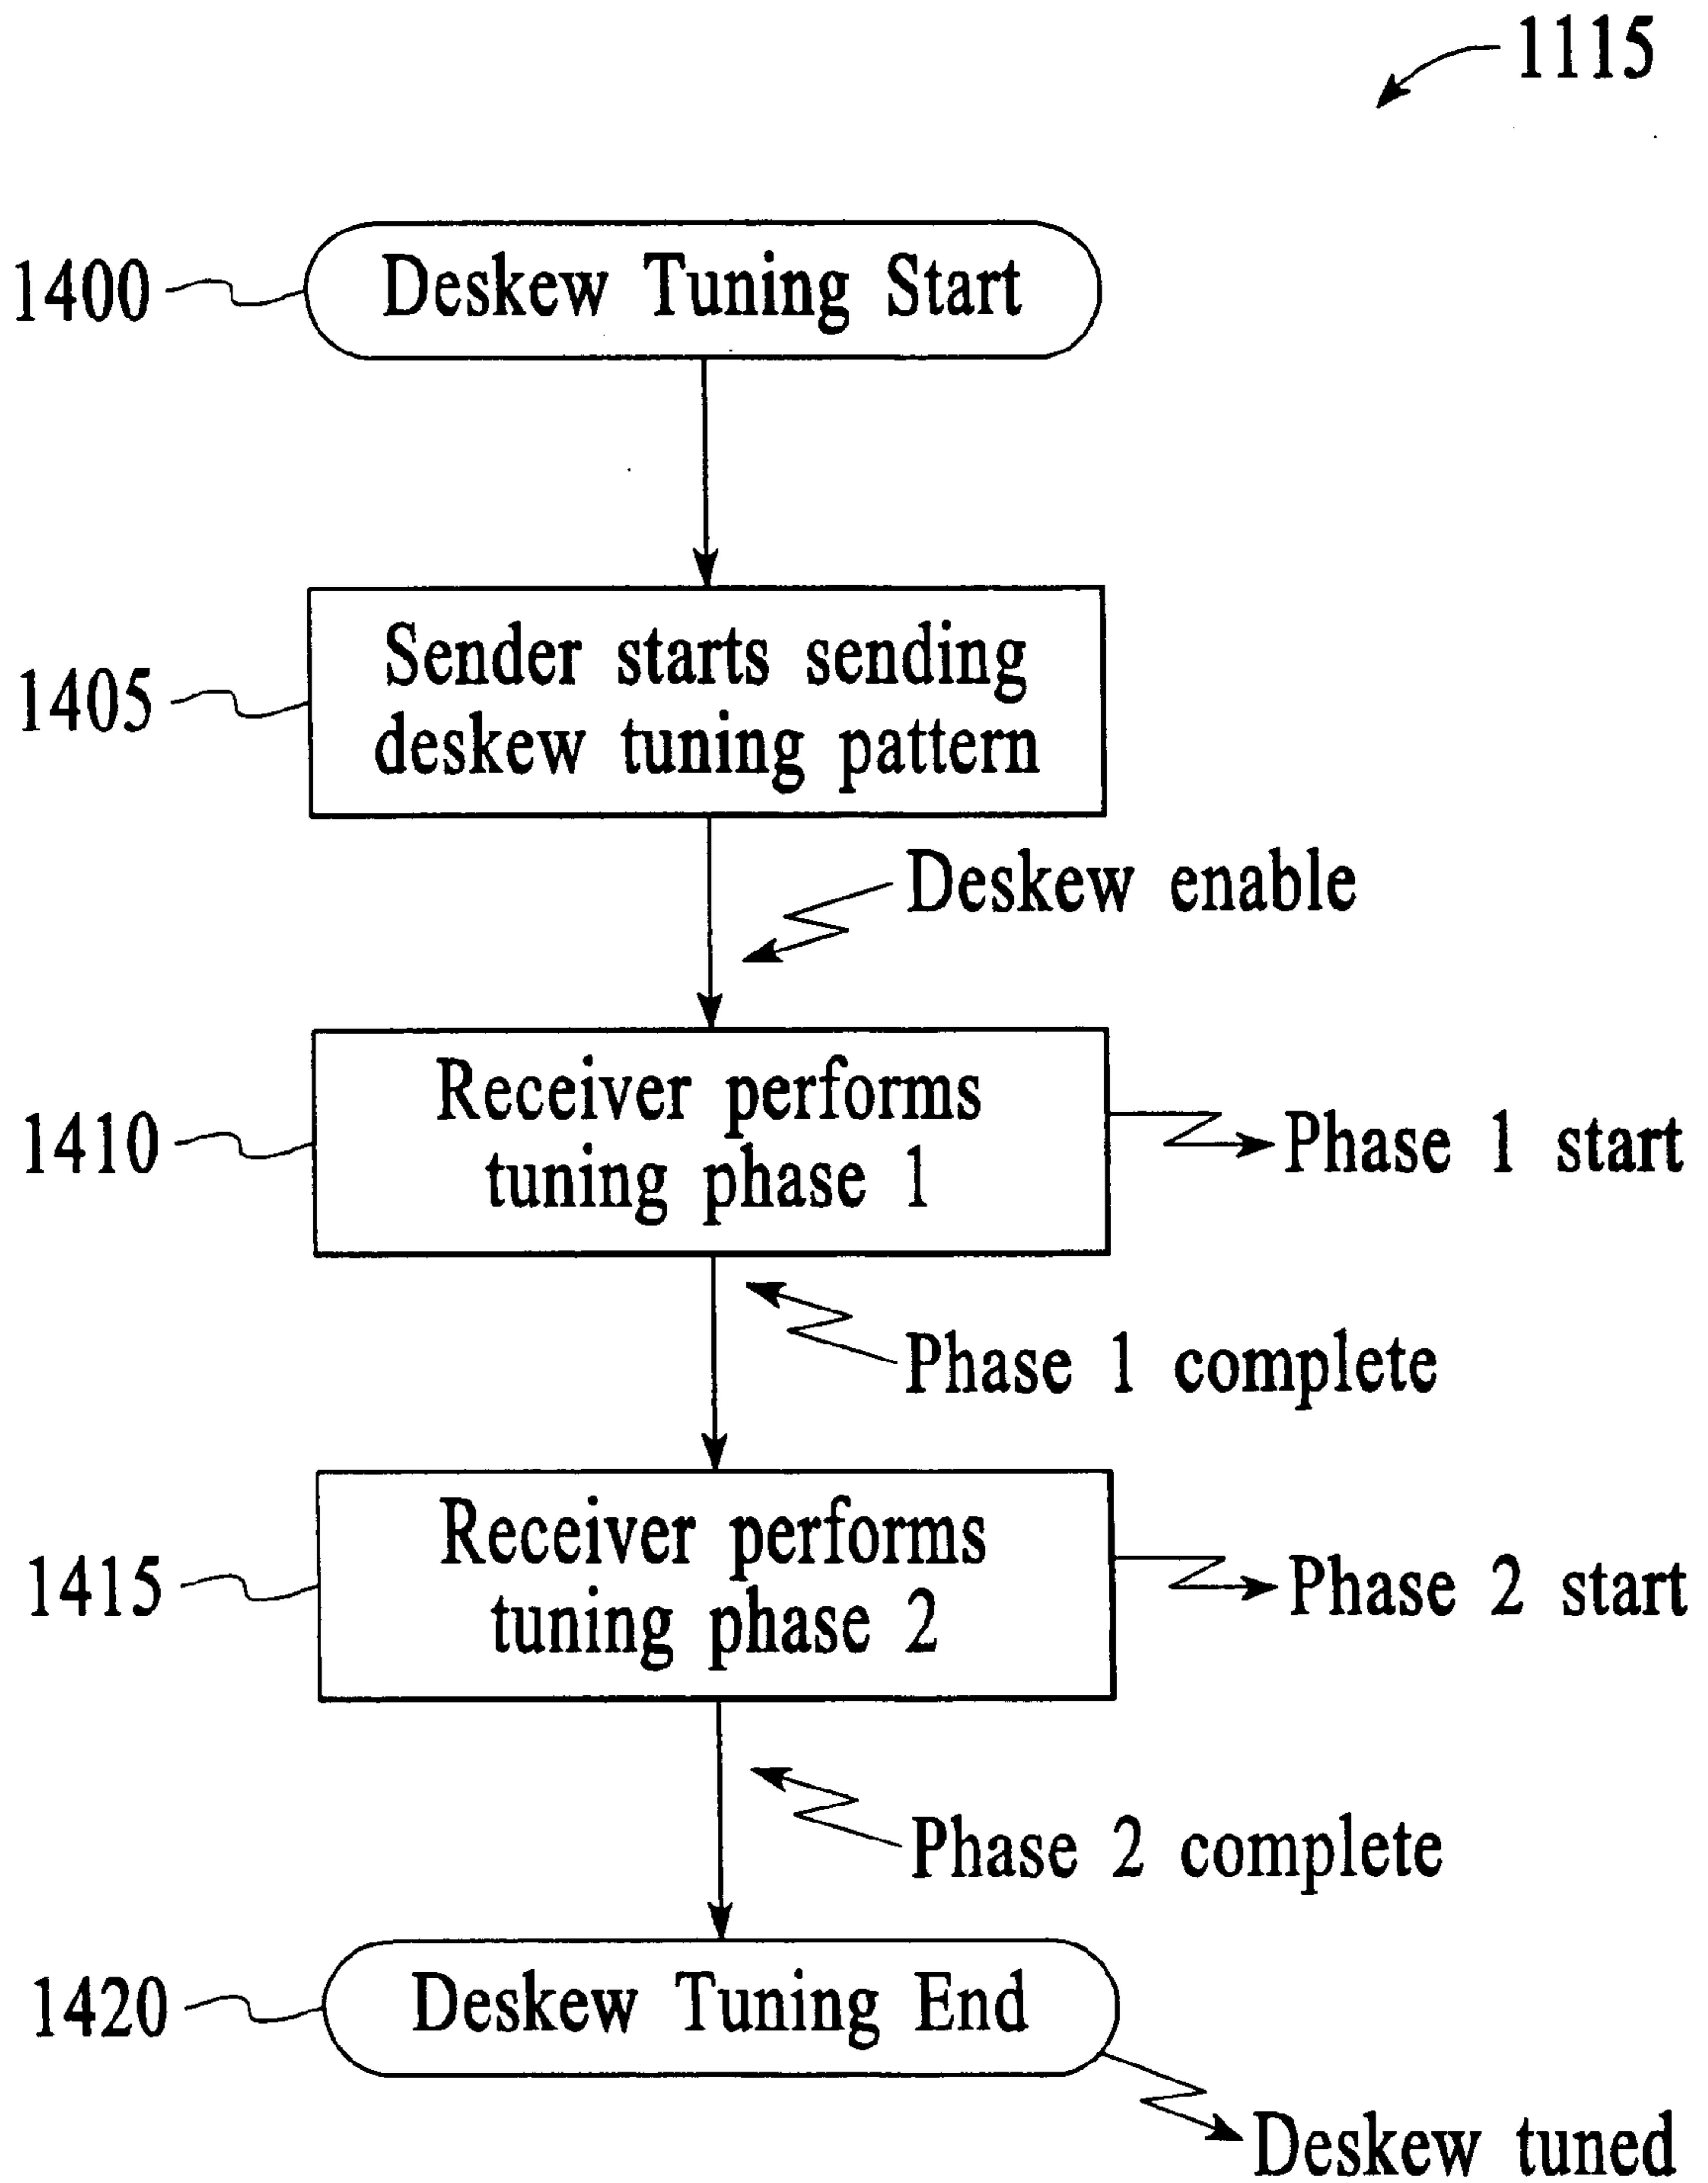 1115
1400
Deskew Tuning Start
1405
Sender starts sending
deskew tuning pattern
Deskew enable
1410
Receiver performs
tuning phase 1
Phase 1 start
Phase 1 complete
1415
Receiver performs
tuning phase 2
Phase 2 start
Phase 2 complete
1420
Deskew Tuning End
Deskew tuned